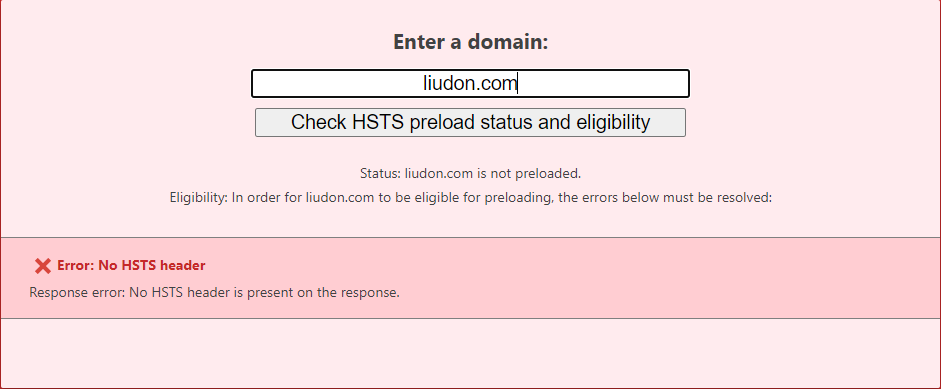 Enter a domain:
liudon.com
Check HSTS preload status and eligibility
Status: liudon.com is not preloaded.
Eligibility: In order for liudon.com to be eligible for preloading, the errors below must be resolved:
Error: No HSTS header
Response error: No HSTS header is present on the response.